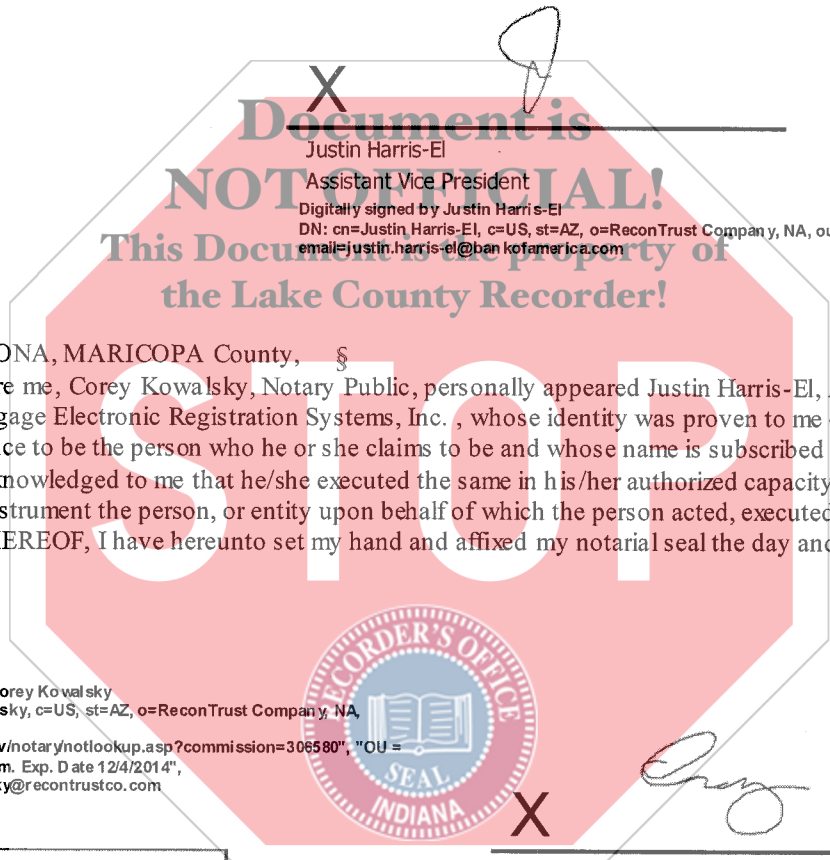 X
Document is
Justin Harris-El
NOT OFFICIAL!
Assistant Vice President
Digitally signed by Justin Harris-El
DN: cn=Justin Harris-El, c=US, st=AZ, o=ReconTrust Company, NA, ou
email=justin.harris-el@bankofamerica.com
This Document is the property of
the Lake County Recorder!
ONA, MARICOPA County, §
re me, Corey Kowalsky, Notary Public, personally appeared Justin Harris-El,
gage Electronic Registration Systems, Inc. , whose identity was proven to me
ce to be the person who he or she claims to be and whose name is subscribed
knowledged to me that he/she executed the same in his/her authorized capacity
strument the person, or entity upon behalf of which the person acted, executed
EREOF, I have hereunto set my hand and affixed my notarial seal the day and
STOP
orey Kowalsky
sky, c=US, st=AZ, o=ReconTrust Company, NA,
v/notary/notlookup.asp?commission=306580", "OU =
m. Exp. Date 12/4/2014",
ky@recontrustco.com
RECORDER'S OFFICE
SEAL
INDIANA
X